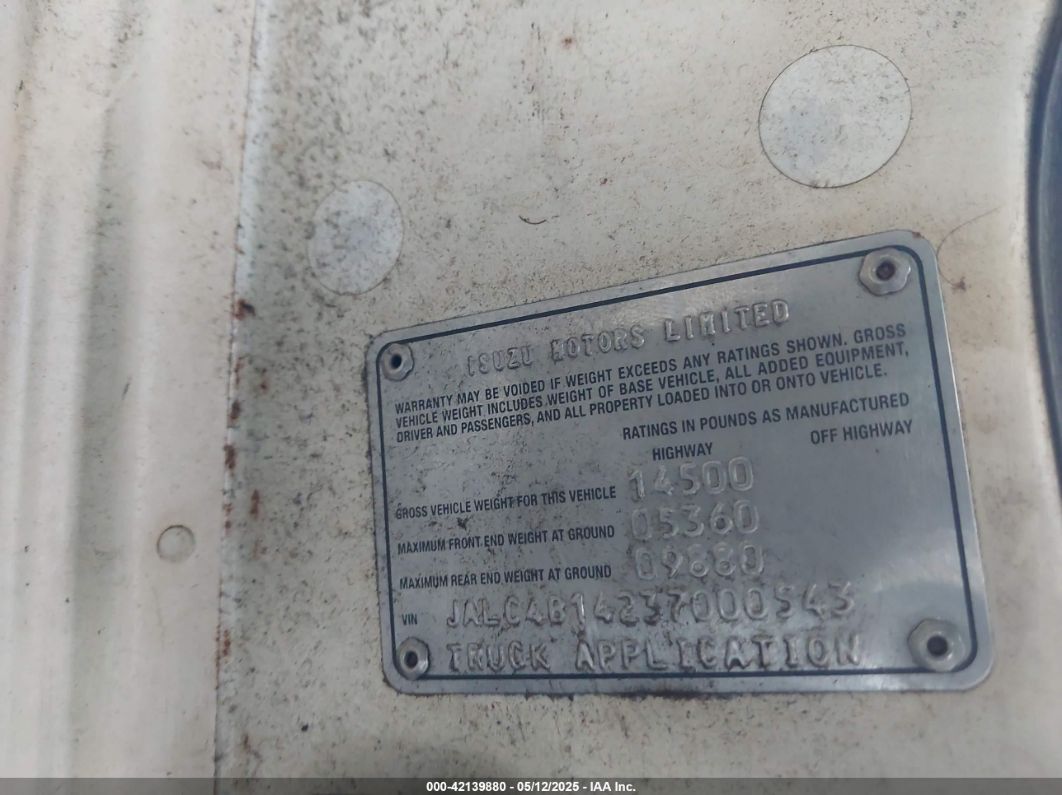 ISUZU MOTORS LIMITED
WARRANTY MAY BE VOIDED IF WEIGHT EXCEEDS ANY RATINGS SHOWN. GROSS
VEHICLE WEIGHT INCLUDES WEIGHT OF BASE VEHICLE, ALL ADDED EQUIPMENT,
DRIVER AND PASSENGERS, AND ALL PROPERTY LOADED INTO OR ONTO VEHICLE.
RATINGS IN POUNDS AS MANUFACTURED
HIGHWAY OFF HIGHWAY
GROSS VEHICLE WEIGHT FOR THIS VEHICLE 14500
MAXIMUM FRONT END WEIGHT AT GROUND 05360
MAXIMUM REAR END WEIGHT AT GROUND 09880
VIN JALC4B14237000543
TRUCK APPLICATION
000-42139880 - 05/12/2025 - IAA Inc.